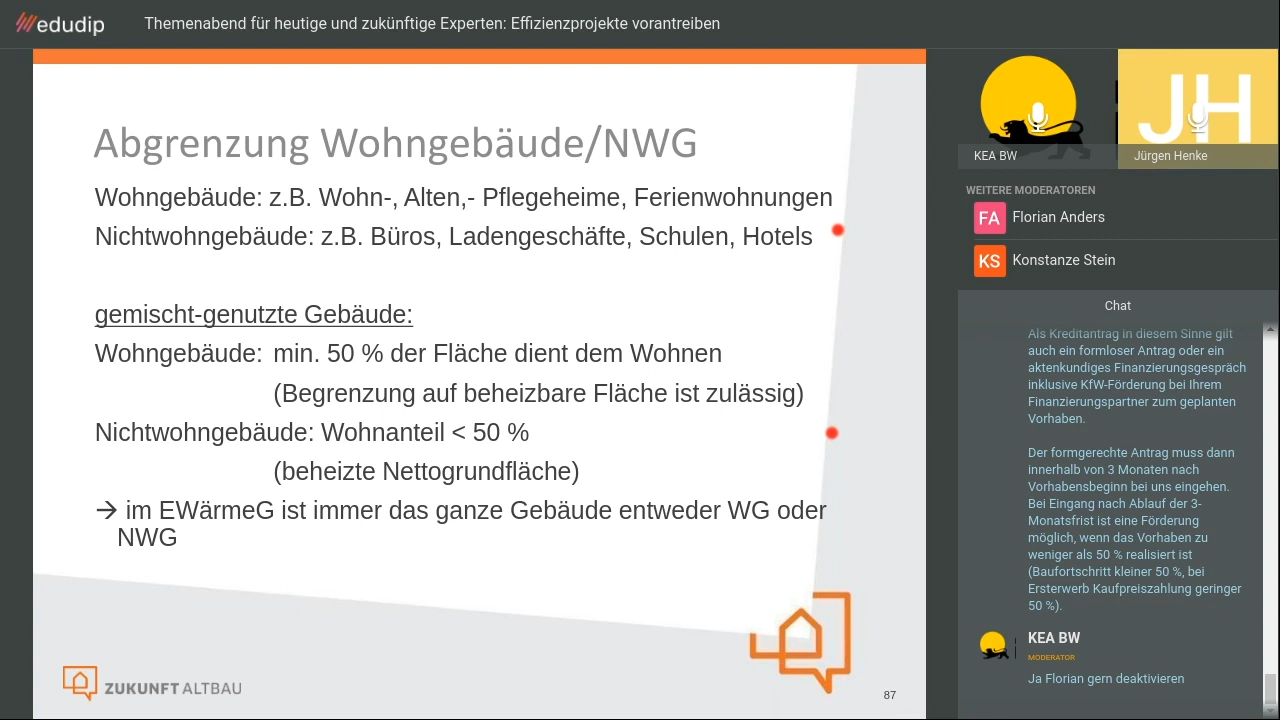 edudip
Themenabend für heutige und zukünftige Experten: Effizienzprojekte vorantreiben
Abgrenzung Wohngebäude/NWG
Wohngebäude: z.B. Wohn-, Alten,- Pflegeheime, Ferienwohnungen
Nichtwohngebäude: z.B. Büros, Ladengeschäfte, Schulen, Hotels
gemischt-genutzte Gebäude:
Wohngebäude: min. 50 % der Fläche dient dem Wohnen
(Begrenzung auf beheizbare Fläche ist zulässig)
Nichtwohngebäude: Wohnanteil < 50 %
(beheizte Nettogrundfläche)
→ im EWärmeG ist immer das ganze Gebäude entweder WG oder
NWG
ZUKUNFT ALTBAU
87
JH
KEA BW
Jürgen Henke
WEITERE MODERATOREN
FA Florian Anders
KS Konstanze Stein
Chat
Als Kreditantrag in diesem Sinne gilt
auch ein formloser Antrag oder ein
aktenkundiges Finanzierungsgespräch
inklusive KfW-Förderung bei Ihrem
Finanzierungspartner zum geplanten
Vorhaben.
Der formgerechte Antrag muss dann
innerhalb von 3 Monaten nach
Vorhabensbeginn bei uns eingehen.
Bei Eingang nach Ablauf der 3-
Monatsfrist ist eine Förderung
möglich, wenn das Vorhaben zu
weniger als 50 % realisiert ist
(Baufortschritt kleiner 50 %, bei
Ersterwerb Kaufpreiszahlung geringer
50 %).
KEA BW
MODERATOR
Ja Florian gern deaktivieren